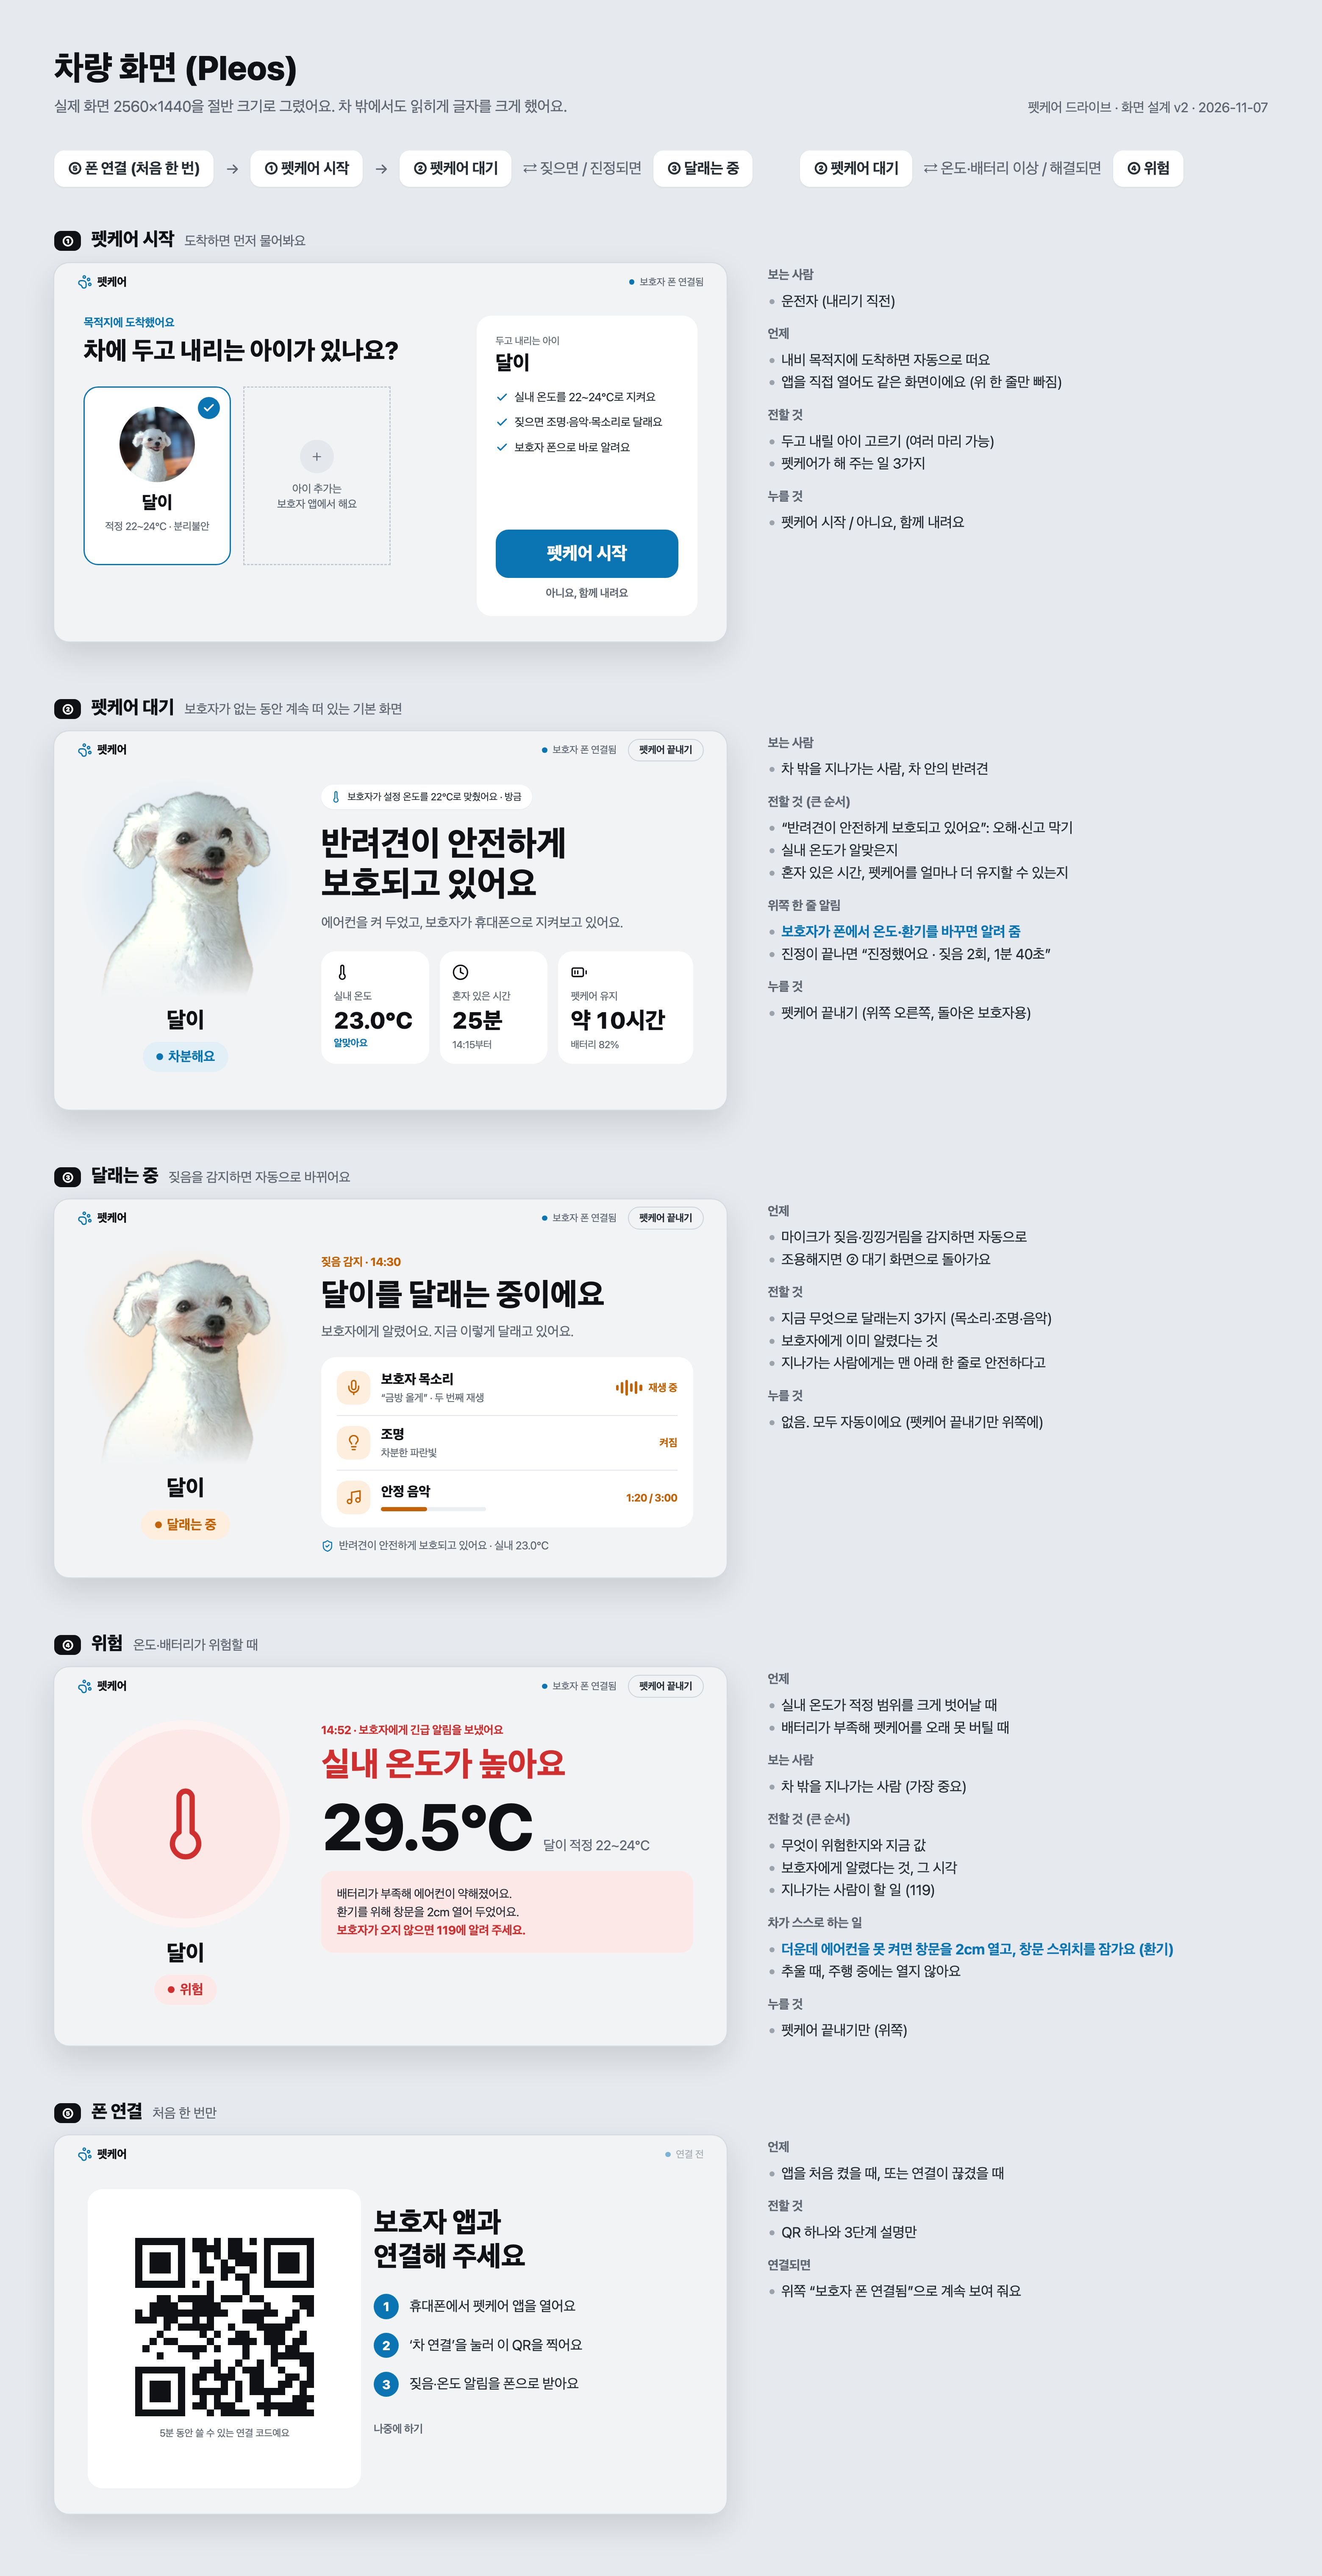 차량 화면 (Pleos)
실제 화면 2560×1440을 절반 크기로 그렸어요. 차 밖에서도 읽히게 글자를 크게 했어요.
펫케어 드라이브 · 화면 설계 v2 · 2026-11-07
⑤ 폰 연결 (처음 한 번) → ① 펫케어 시작 → ② 펫케어 대기 ⇄ 짖으면 / 진정되면 ③ 달래는 중 ② 펫케어 대기 ⇄ 온도·배터리 이상 / 해결되면 ④ 위험
① 펫케어 시작 도착하면 먼저 물어봐요
펫케어
보호자 폰 연결됨
목적지에 도착했어요
차에 두고 내리는 아이가 있나요?
달이
적정 22~24°C · 분리불안
+
아이 추가는
보호자 앱에서 해요
두고 내리는 아이
달이
실내 온도를 22~24°C로 지켜요
짖으면 조명·음악·목소리로 달래요
보호자 폰으로 바로 알려요
펫케어 시작
아니요, 함께 내려요
보는 사람
운전자 (내리기 직전)
언제
내비 목적지에 도착하면 자동으로 떠요
앱을 직접 열어도 같은 화면이에요 (위 한 줄만 빠짐)
전할 것
두고 내릴 아이 고르기 (여러 마리 가능)
펫케어가 해 주는 일 3가지
누를 것
펫케어 시작 / 아니요, 함께 내려요
② 펫케어 대기 보호자가 없는 동안 계속 떠 있는 기본 화면
펫케어
보호자 폰 연결됨
펫케어 끝내기
보호자가 설정 온도를 22°C로 맞췄어요 · 방금
반려견이 안전하게
보호되고 있어요
에어컨을 켜 두었고, 보호자가 휴대폰으로 지켜보고 있어요.
실내 온도
23.0°C
알맞아요
혼자 있은 시간
25분
14:15부터
펫케어 유지
약 10시간
배터리 82%
달이
차분해요
보는 사람
차 밖을 지나가는 사람, 차 안의 반려견
전할 것 (큰 순서)
“반려견이 안전하게 보호되고 있어요”: 오해·신고 막기
실내 온도가 알맞은지
혼자 있은 시간, 펫케어를 얼마나 더 유지할 수 있는지
위쪽 한 줄 알림
보호자가 폰에서 온도·환기를 바꾸면 알려 줌
진정이 끝나면 “진정했어요 · 짖음 2회, 1분 40초”
누를 것
펫케어 끝내기 (위쪽 오른쪽, 돌아온 보호자용)
③ 달래는 중 짖음을 감지하면 자동으로 바뀌어요
펫케어
보호자 폰 연결됨
펫케어 끝내기
짖음 감지 · 14:30
달이를 달래는 중이에요
보호자에게 알렸어요. 지금 이렇게 달래고 있어요.
보호자 목소리
“금방 올게” · 두 번째 재생
재생 중
조명
차분한 파란빛
켜짐
안정 음악
1:20 / 3:00
반려견이 안전하게 보호되고 있어요 · 실내 23.0°C
달이
달래는 중
언제
마이크가 짖음·낑낑거림을 감지하면 자동으로
조용해지면 ② 대기 화면으로 돌아가요
전할 것
지금 무엇으로 달래는지 3가지 (목소리·조명·음악)
보호자에게 이미 알렸다는 것
지나가는 사람에게는 맨 아래 한 줄로 안전하다고
누를 것
없음. 모두 자동이에요 (펫케어 끝내기만 위쪽에)
④ 위험 온도·배터리가 위험할 때
펫케어
보호자 폰 연결됨
펫케어 끝내기
14:52 · 보호자에게 긴급 알림을 보냈어요
실내 온도가 높아요
29.5°C 달이 적정 22~24°C
배터리가 부족해 에어컨이 약해졌어요.
환기를 위해 창문을 2cm 열어 두었어요.
보호자가 오지 않으면 119에 알려 주세요.
달이
위험
언제
실내 온도가 적정 범위를 크게 벗어날 때
배터리가 부족해 펫케어를 오래 못 버틸 때
보는 사람
차 밖을 지나가는 사람 (가장 중요)
전할 것 (큰 순서)
무엇이 위험한지와 지금 값
보호자에게 알렸다는 것, 그 시각
지나가는 사람이 할 일 (119)
차가 스스로 하는 일
더운데 에어컨을 못 켜면 창문을 2cm 열고, 창문 스위치를 잠가요 (환기)
추울 때, 주행 중에는 열지 않아요
누를 것
펫케어 끝내기만 (위쪽)
⑤ 폰 연결 처음 한 번만
펫케어
연결 전
5분 동안 쓸 수 있는 연결 코드예요
보호자 앱과
연결해 주세요
1 휴대폰에서 펫케어 앱을 열어요
2 ‘차 연결’을 눌러 이 QR을 찍어요
3 짖음·온도 알림을 폰으로 받아요
나중에 하기
언제
앱을 처음 켰을 때, 또는 연결이 끊겼을 때
전할 것
QR 하나와 3단계 설명만
연결되면
위쪽 “보호자 폰 연결됨”으로 계속 보여 줘요